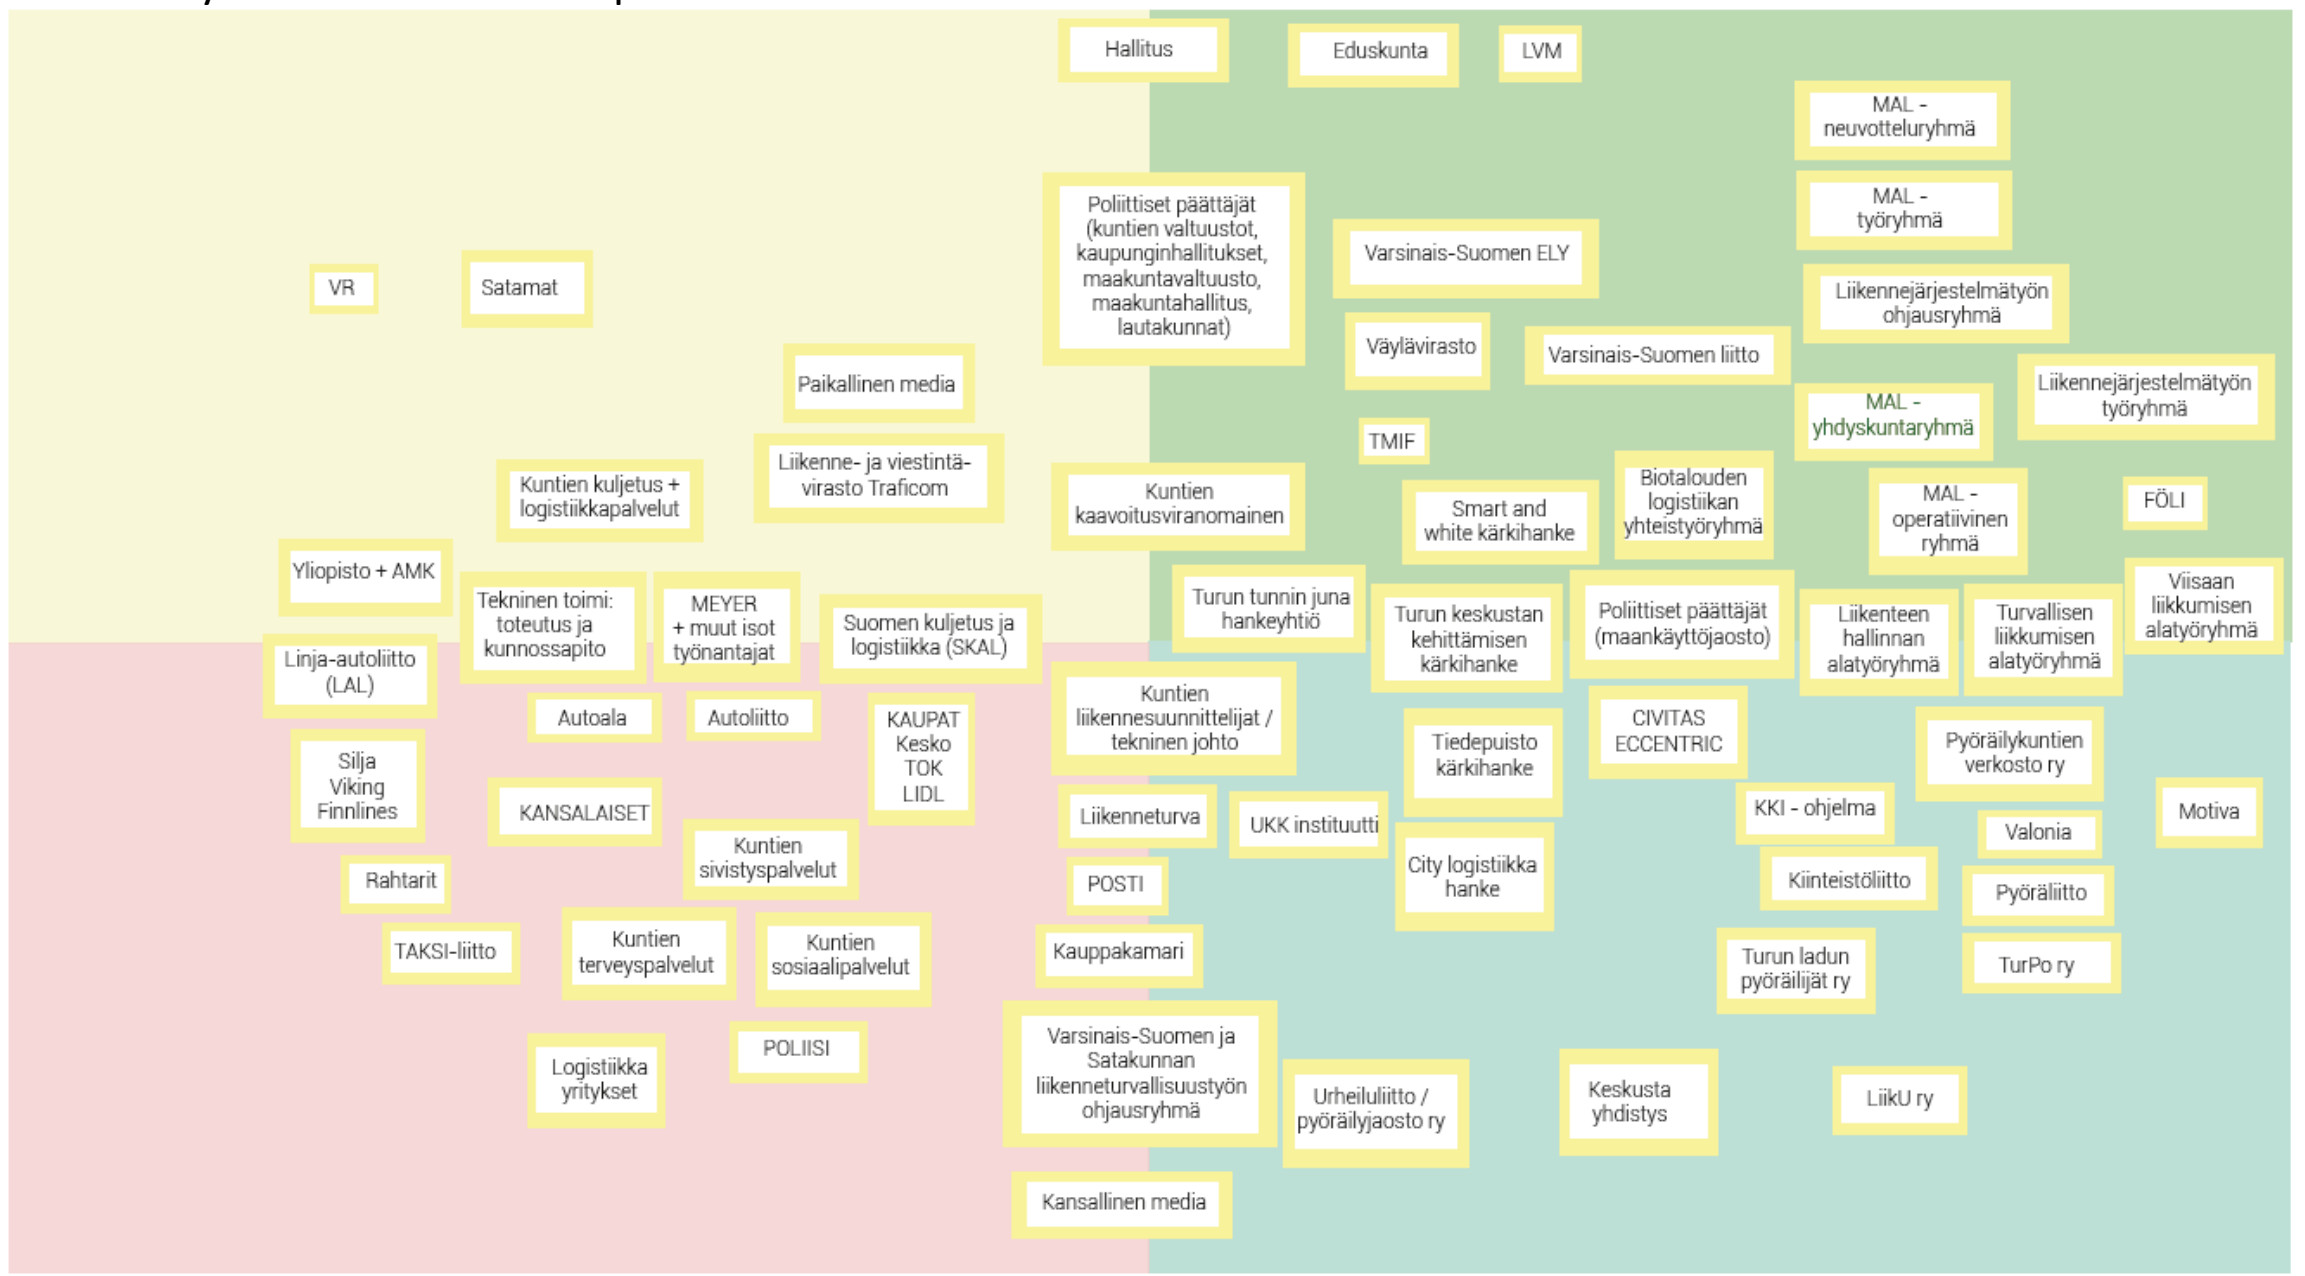 Hallitus
Eduskunta
LVM
MAL -
neuvotteluryhmä
Poliittiset päättäjät
(kuntien valtuustot,
kaupunginhallitukset,
maakuntavaltuusto,
maakuntahallitus,
lautakunnat)
MAL -
työryhmä
Varsinais-Suomen ELY
VR
Satamat
Liikennejärjestelmätyön
ohjausryhmä
Väylävirasto
Varsinais-Suomen liitto
Paikallinen media
Liikennejärjestelmätyön
työryhmä
MAL -
yhdyskuntaryhmä
TMIF
Liikenne- ja viestintä-
virasto Traficom
Kuntien kuljetus +
logistiikkapalvelut
Kuntien
kaavoitusviranomainen
Smart and
white kärkihanke
Biotalouden
logistiikan
yhteistyöryhmä
MAL -
operatiivinen
ryhmä
FÖLI
Yliopisto + AMK
Tekninen toimi:
toteutus ja
kunnossapito
MEYER
+ muut isot
työnantajat
Suomen kuljetus ja
logistiikka (SKAL)
Turun tunnin juna
hankeyhtiö
Turun keskustan
kehittämisen
kärkihanke
Poliittiset päättäjät
(maankäyttöjaosto)
Liikenteen
hallinnan
alatyöryhmä
Turvallisen
liikkumisen
alatyöryhmä
Viisaan
liikkumisen
alatyöryhmä
Linja-autoliitto
(LAL)
Autoala
Autoliitto
KAUPAT
Kesko
TOK
LIDL
Kuntien
liikennesuunnittelijat /
tekninen johto
Tiedepuisto
kärkihanke
CIVITAS
ECCENTRIC
Pyöräilykuntien
verkosto ry
Silja
Viking
Finnlines
KANSALAISET
Liikenneturva
UKK instituutti
KKI - ohjelma
Valonia
Motiva
Kuntien
sivistyspalvelut
City logistiikka
hanke
Rahtarit
POSTI
Kiinteistöliitto
Pyöräliitto
TAKSI-liitto
Kuntien
terveyspalvelut
Kuntien
sosiaalipalvelut
Kauppakamari
Turun ladun
pyöräilijät ry
TurPo ry
Logistiikka
yritykset
POLIISI
Varsinais-Suomen ja
Satakunnan
liikenneturvallisuustyön
ohjausryhmä
Urheiluliitto /
pyöräilyjaosto ry
Keskusta
yhdistys
LiikU ry
Kansallinen media